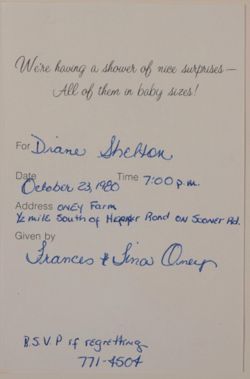 We're having a shower of nice surprises—
All of them in baby sizes!
For Diane Shelton
Date October 23, 1980 Time 7:00 p.m.
Address Oney Farm
½ mile South of Road on Sooner Rd.
Given by
Frances & Tina Oney
R.S.V.P if regretting
771-4504